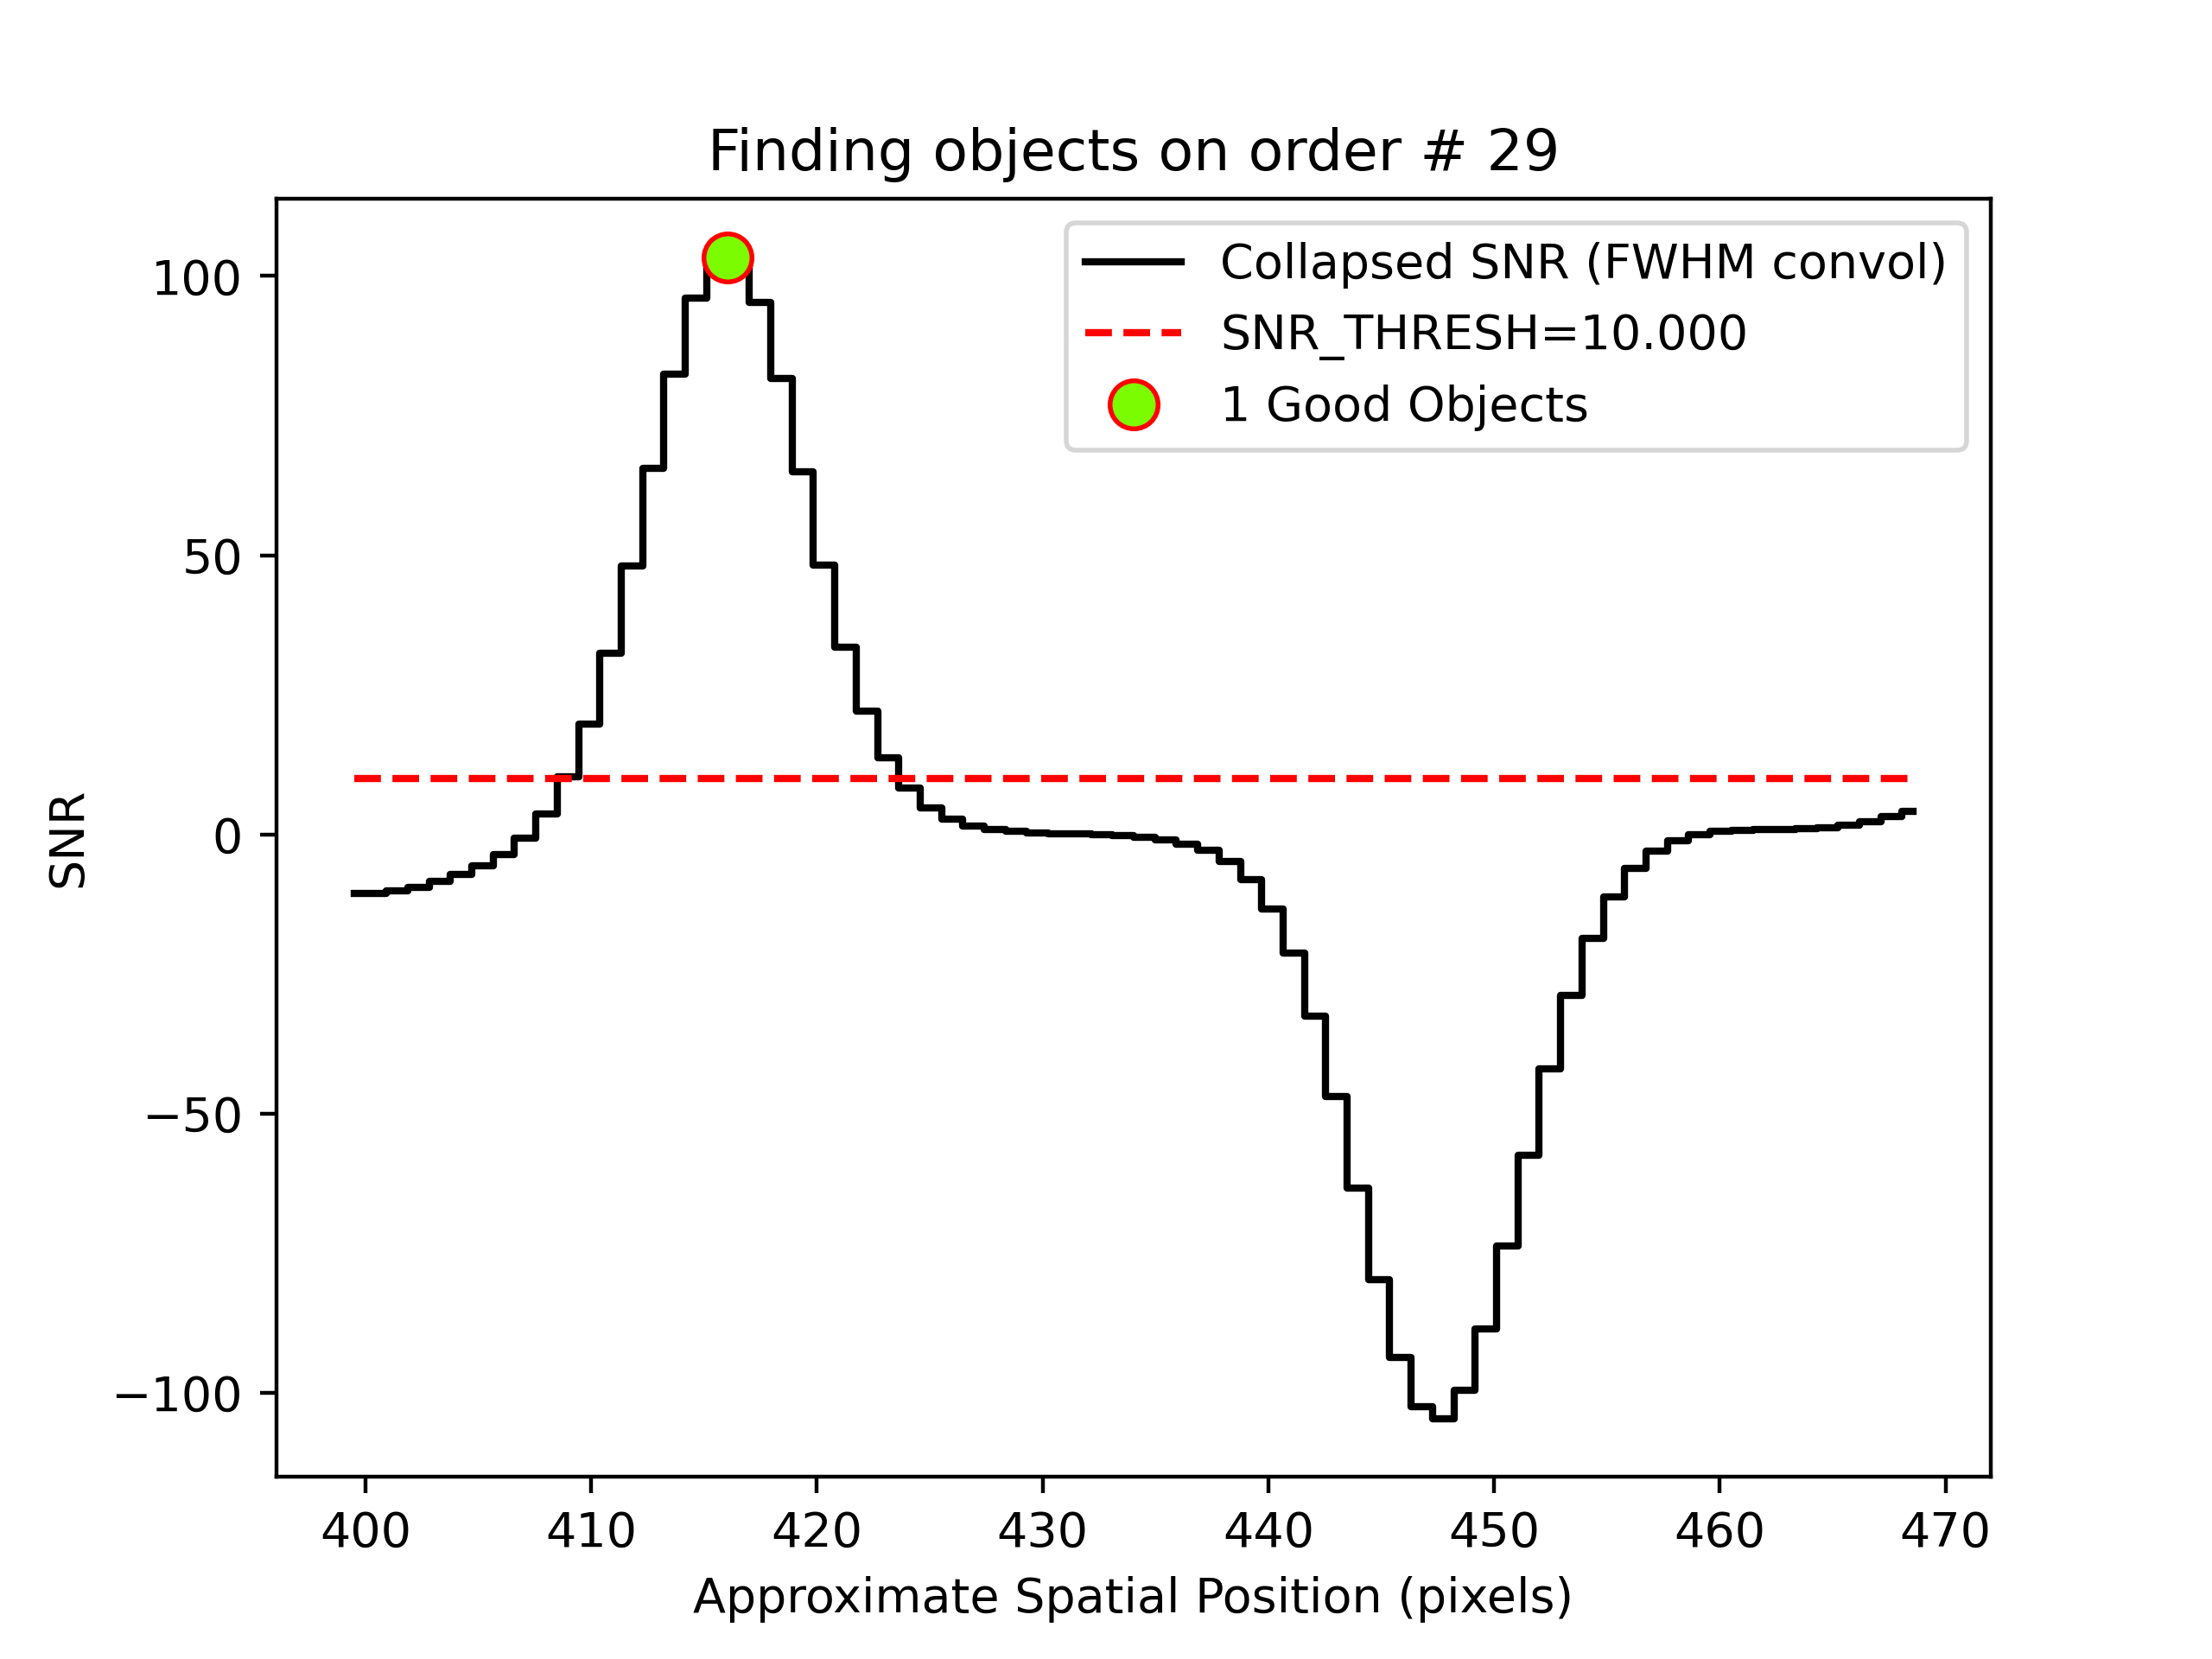 Finding objects on order # 29
Collapsed SNR (FWHM convol)
SNR_THRESH=10.000
1 Good Objects
100
50
0
−50
−100
SNR
400 410 420 430 440 450 460 470
Approximate Spatial Position (pixels)